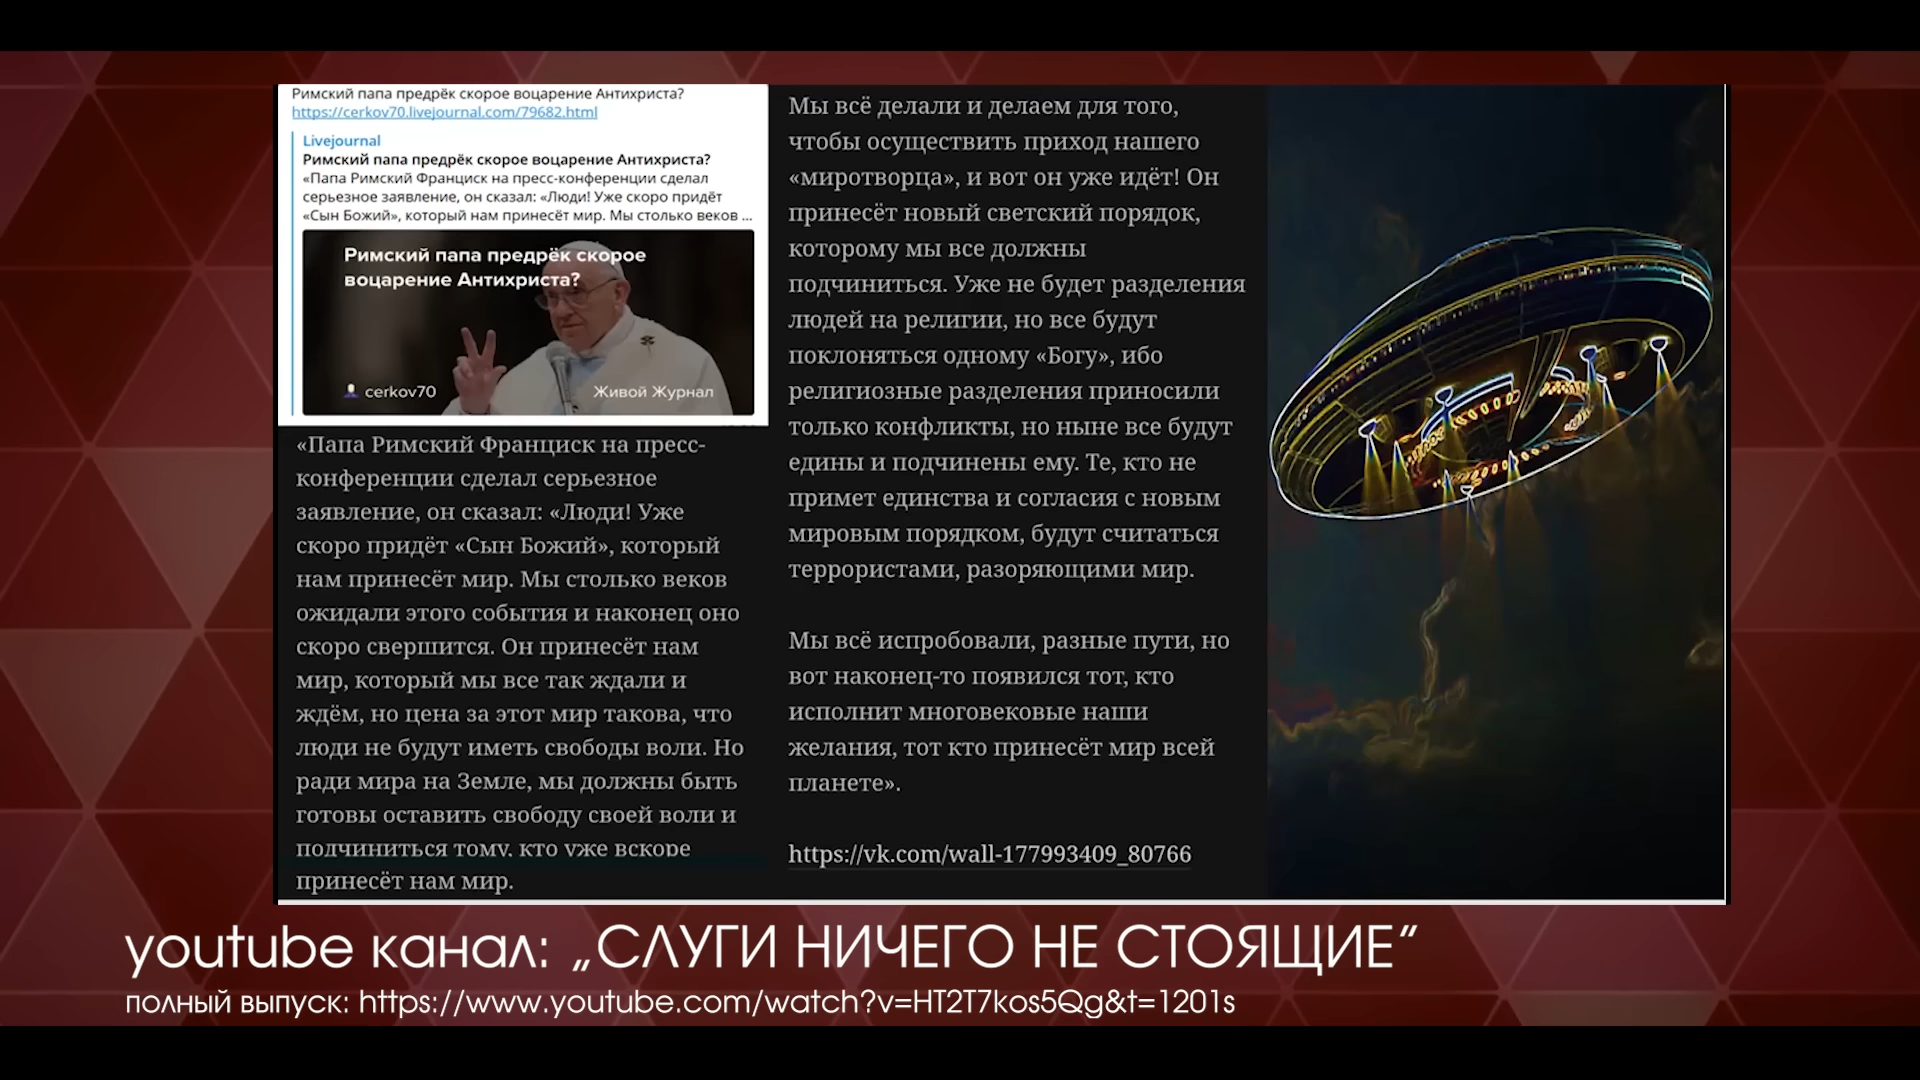 Римский папа предрёк скорое воцарение Антихриста?
https://cerkov70.livejournal.com/79682.html
Livejournal
Римский папа предрёк скорое воцарение Антихриста?
«Папа Римский Франциск на пресс-конференции сделал
серьезное заявление, он сказал: «Люди! Уже скоро придёт
«Сын Божий», который нам принесёт мир. Мы столько веков ...
Римский папа предрёк скорое
воцарение Антихриста?
cerkov70
Живой Журнал
«Папа Римский Франциск на пресс-
конференции сделал серьезное
заявление, он сказал: «Люди! Уже
скоро придёт «Сын Божий», который
нам принесёт мир. Мы столько веков
ожидали этого события и наконец оно
скоро свершится. Он принесёт нам
мир, который мы все так ждали и
ждём, но цена за этот мир такова, что
люди не будут иметь свободы воли. Но
ради мира на Земле, мы должны быть
готовы оставить свободу своей воли и
подчиниться тому, кто уже вскоре
принесёт нам мир.
Мы всё делали и делаем для того,
чтобы осуществить приход нашего
«миротворца», и вот он уже идёт! Он
принесёт новый светский порядок,
которому мы все должны
подчиниться. Уже не будет разделения
людей на религии, но все будут
поклоняться одному «Богу», ибо
религиозные разделения приносили
только конфликты, но ныне все будут
едины и подчинены ему. Те, кто не
примет единства и согласия с новым
мировым порядком, будут считаться
террористами, разоряющими мир.
Мы всё испробовали, разные пути, но
вот наконец-то появился тот, кто
исполнит многовековые наши
желания, тот кто принесёт мир всей
планете».
https://vk.com/wall-177993409_80766
youtube канал: „СЛУГИ НИЧЕГО НЕ СТОЯЩИЕ”
полный выпуск: https://www.youtube.com/watch?v=HT2T7kos5Qg&t=1201s